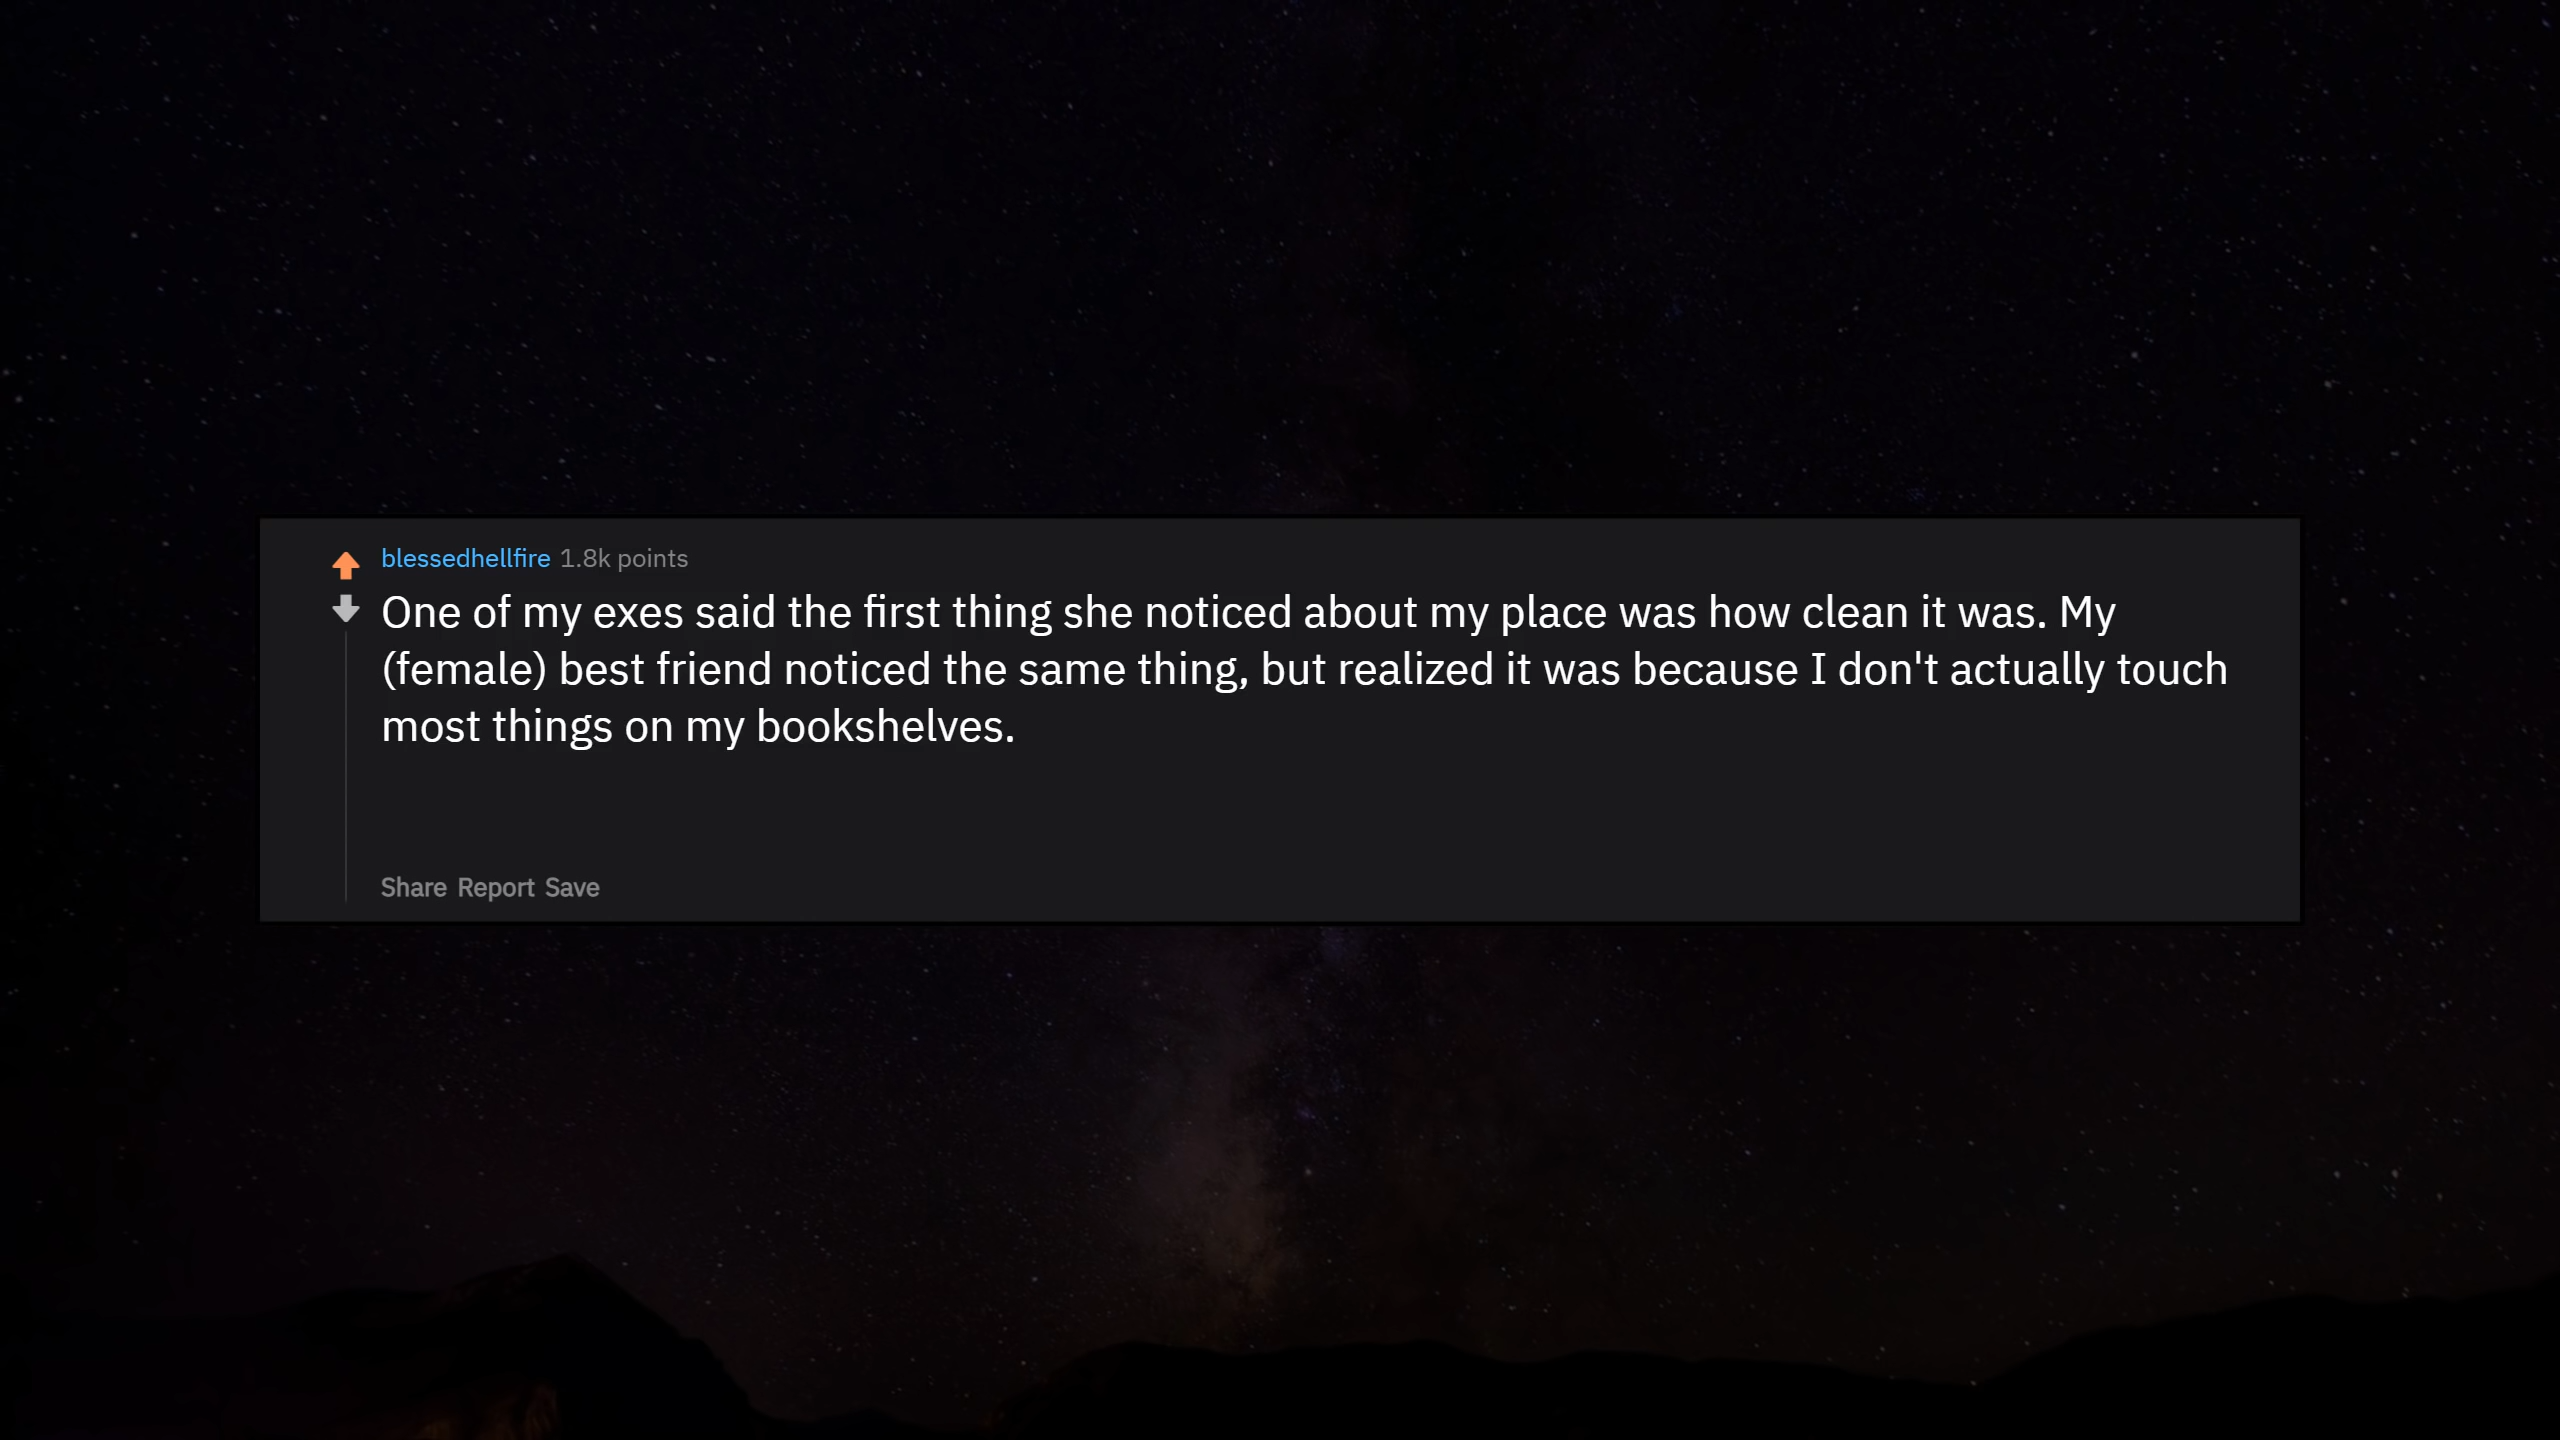 blessedhellfire 1.8k points
One of my exes said the first thing she noticed about my place was how clean it was. My
(female) best friend noticed the same thing, but realized it was because I don't actually touch
most things on my bookshelves.
Share Report Save